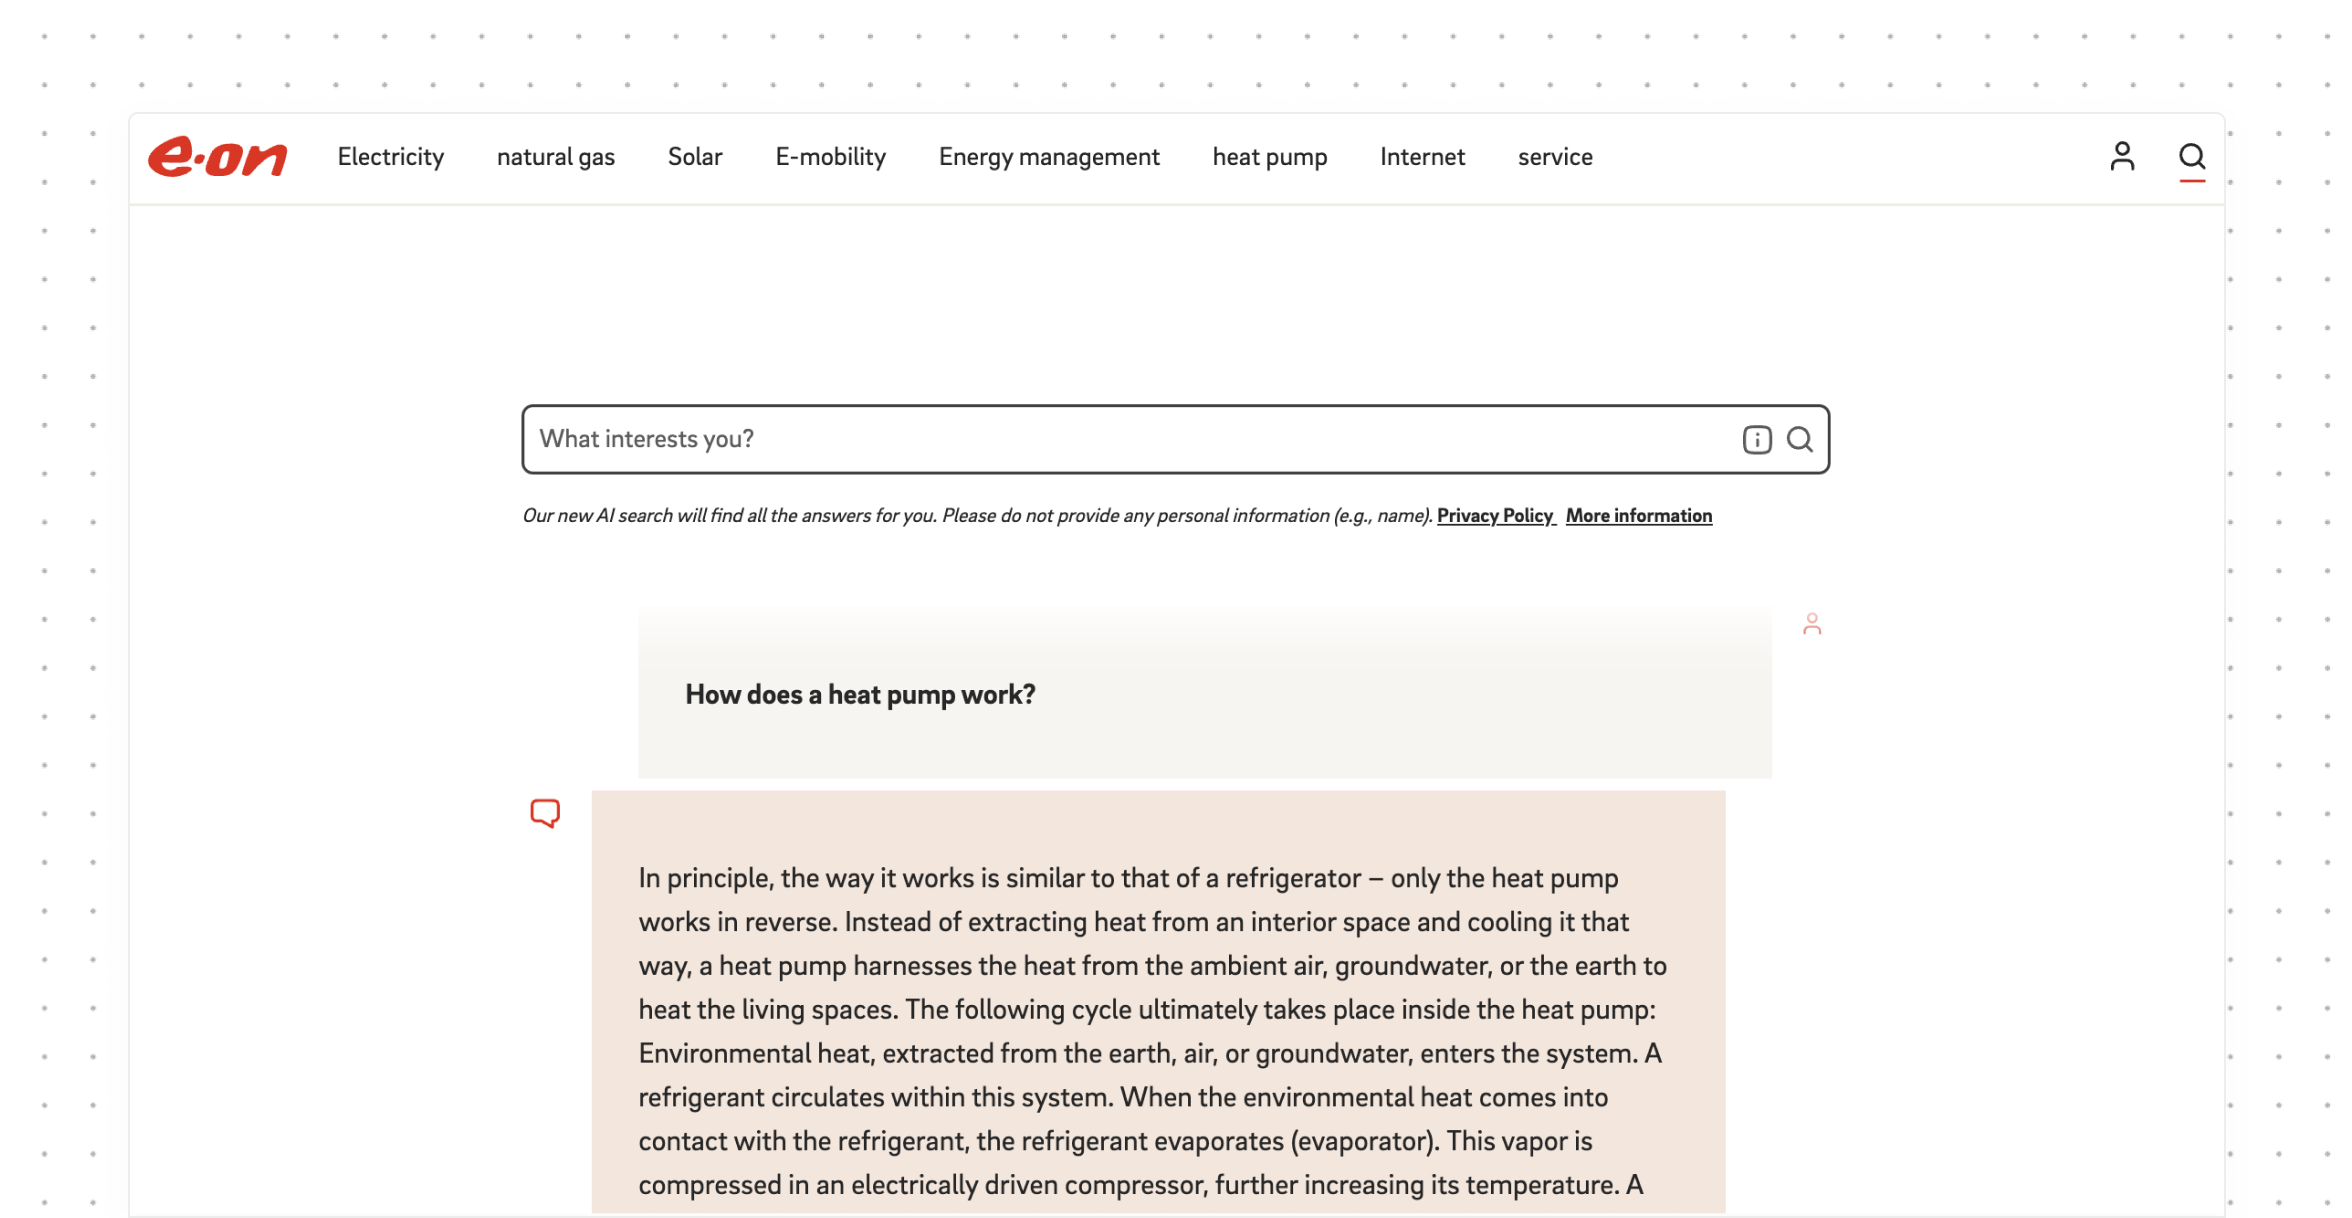 e·on Electricity natural gas Solar E-mobility Energy management heat pump Internet service
What interests you?
Our new AI search will find all the answers for you. Please do not provide any personal information (e.g., name). Privacy Policy More information
How does a heat pump work?
In principle, the way it works is similar to that of a refrigerator – only the heat pump
works in reverse. Instead of extracting heat from an interior space and cooling it that
way, a heat pump harnesses the heat from the ambient air, groundwater, or the earth to
heat the living spaces. The following cycle ultimately takes place inside the heat pump:
Environmental heat, extracted from the earth, air, or groundwater, enters the system. A
refrigerant circulates within this system. When the environmental heat comes into
contact with the refrigerant, the refrigerant evaporates (evaporator). This vapor is
compressed in an electrically driven compressor, further increasing its temperature. A